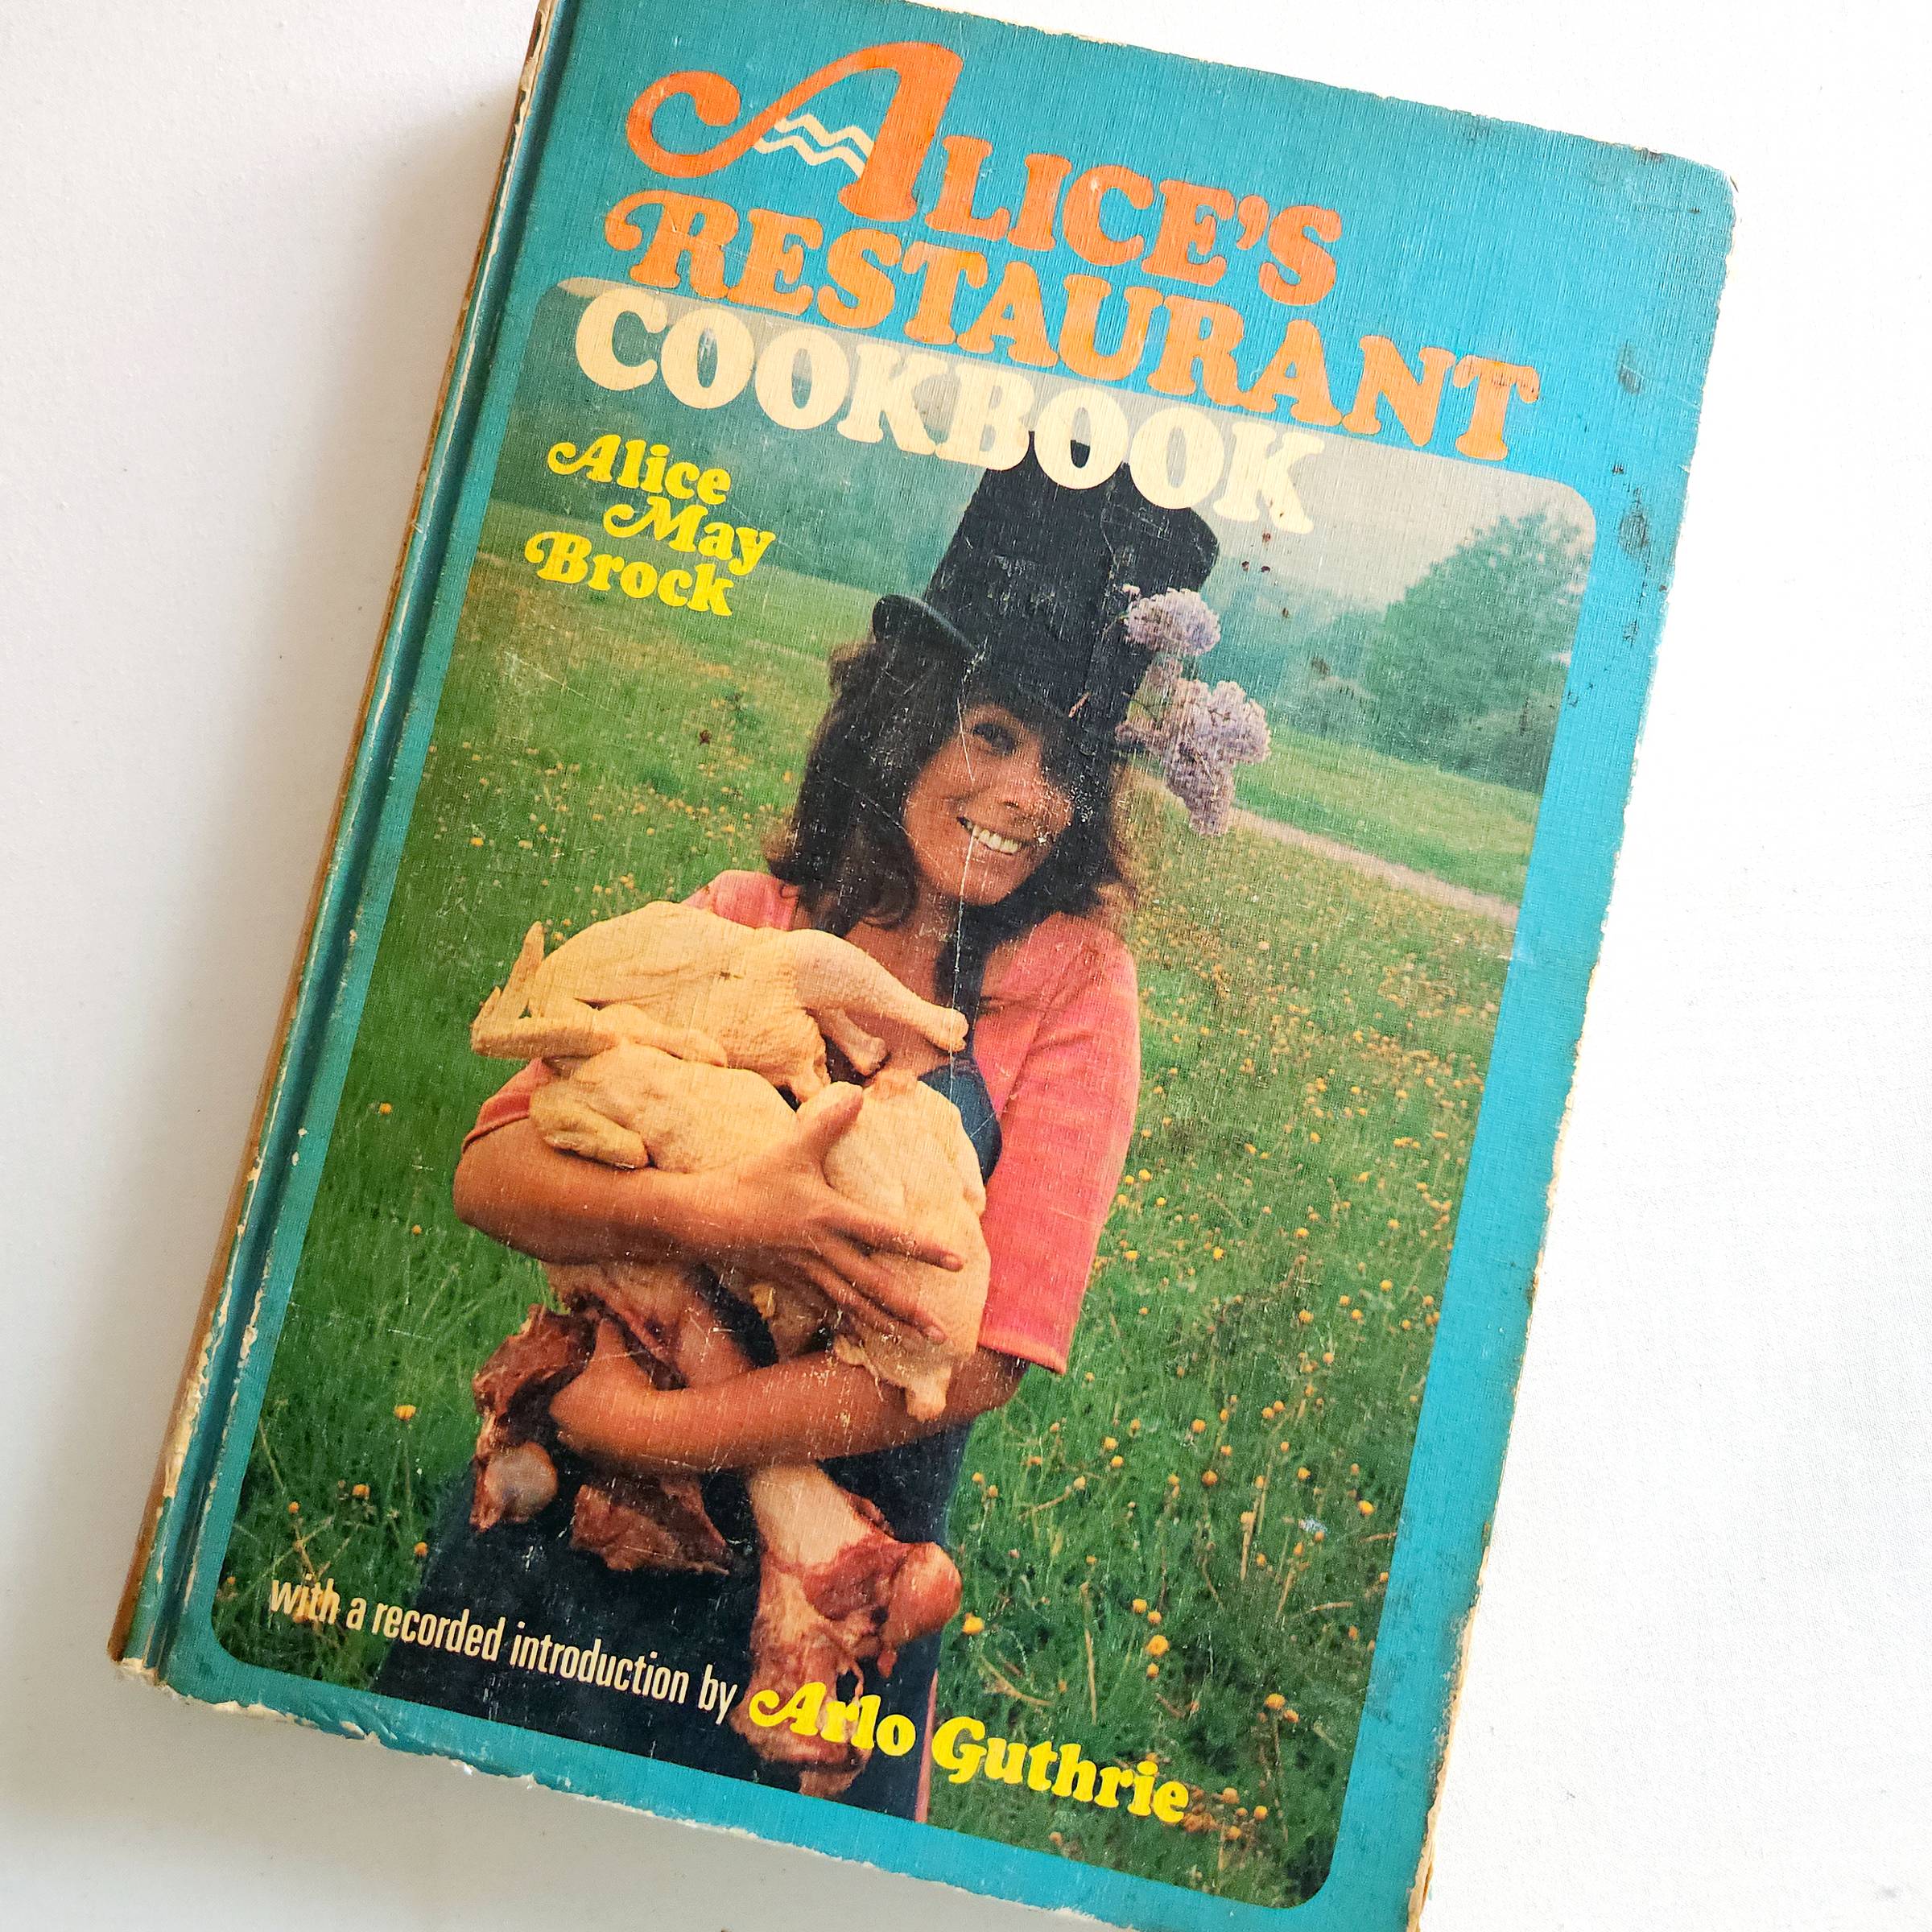 ALICE'S
RESTAURANT
COOKBOOK
Alice
May
Brock
with a recorded introduction by Arlo Guthrie